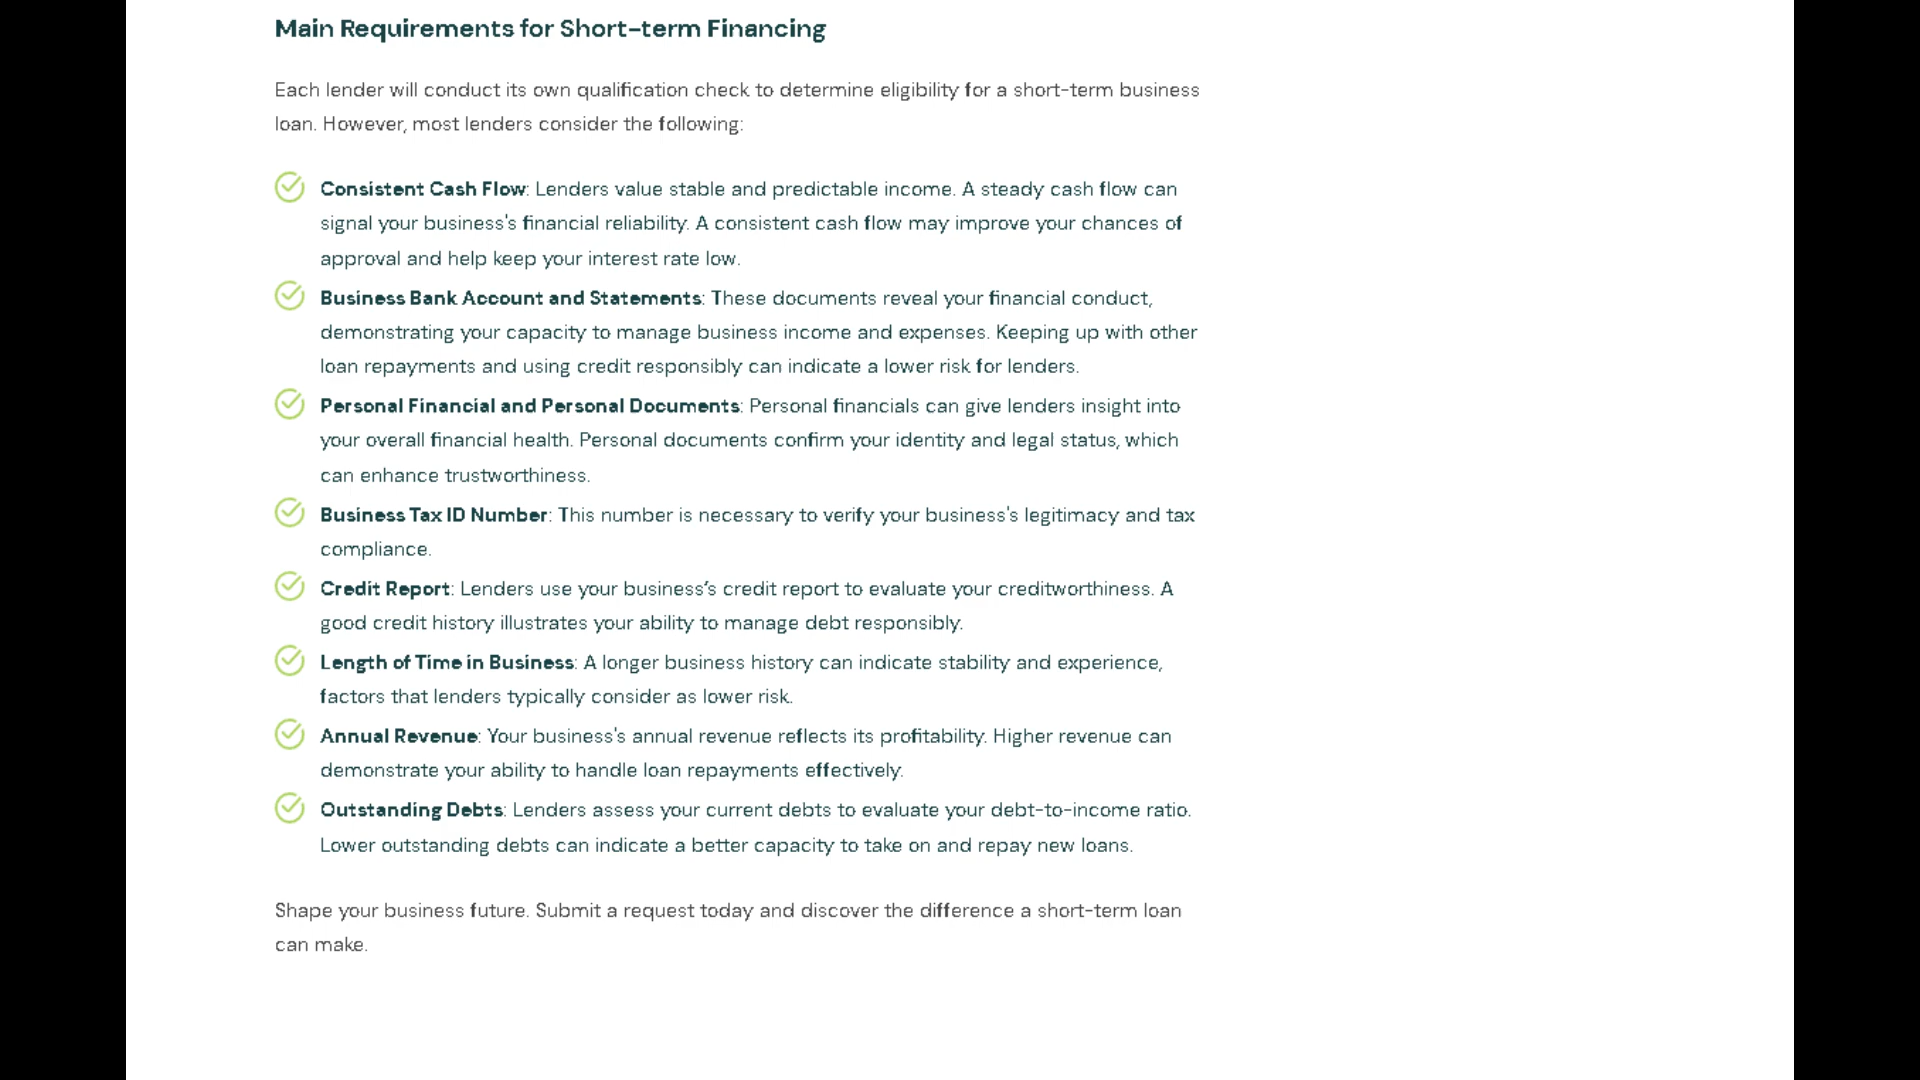 Main Requirements for Short-term Financing
Each lender will conduct its own qualification check to determine eligibility for a short-term business
loan. However, most lenders consider the following:
Consistent Cash Flow: Lenders value stable and predictable income. A steady cash flow can
signal your business's financial reliability. A consistent cash flow may improve your chances of
approval and help keep your interest rate low.
Business Bank Account and Statements: These documents reveal your financial conduct,
demonstrating your capacity to manage business income and expenses. Keeping up with other
loan repayments and using credit responsibly can indicate a lower risk for lenders.
Personal Financial and Personal Documents: Personal financials can give lenders insight into
your overall financial health. Personal documents confirm your identity and legal status, which
can enhance trustworthiness.
Business Tax ID Number: This number is necessary to verify your business's legitimacy and tax
compliance.
Credit Report: Lenders use your business’s credit report to evaluate your creditworthiness. A
good credit history illustrates your ability to manage debt responsibly.
Length of Time in Business: A longer business history can indicate stability and experience,
factors that lenders typically consider as lower risk.
Annual Revenue: Your business's annual revenue reflects its profitability. Higher revenue can
demonstrate your ability to handle loan repayments effectively.
Outstanding Debts: Lenders assess your current debts to evaluate your debt-to-income ratio.
Lower outstanding debts can indicate a better capacity to take on and repay new loans.
Shape your business future. Submit a request today and discover the difference a short-term loan
can make.